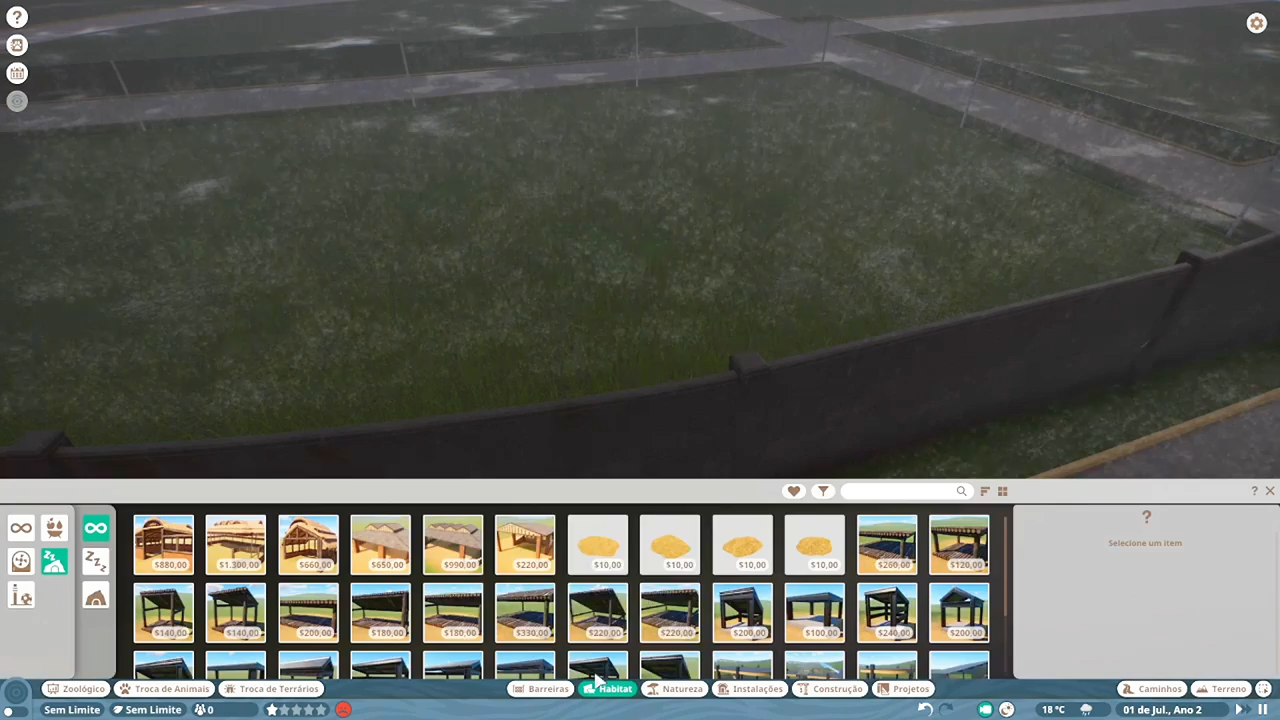 ?
? ×
$880,00 $1.300,00 $660,00 $650,00 $990,00 $220,00 $10,00 $10,00 $10,00 $10,00 $260,00 $120,00
?
Selecione um item
$140,00 $140,00 $200,00 $180,00 $180,00 $330,00 $220,00 $220,00 $200,00 $100,00 $240,00 $200,00
Zoológico Troca de Animais Troca de Terrários Barreiras Habitat Natureza Instalações Construção Projetos Caminhos Terreno
Sem Limite Sem Limite 0 18 °C 01 de Jul., Ano 2